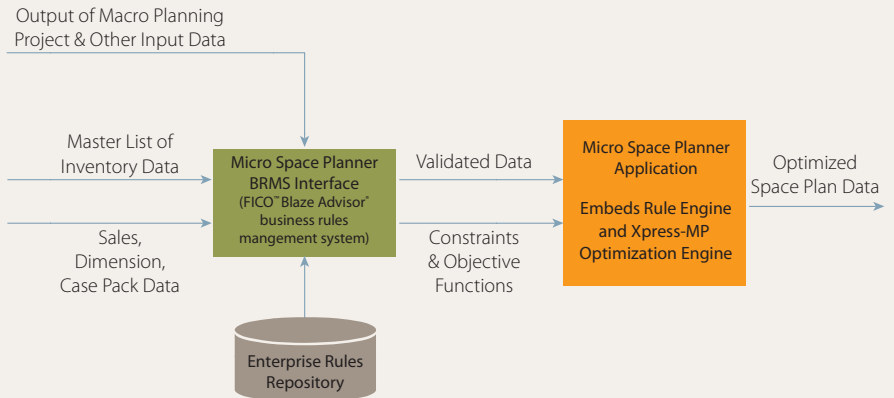 Output of Macro Planning
Project & Other Input Data
Master List of
Inventory Data
Sales,
Dimension,
Case Pack Data
Micro Space Planner
BRMS Interface
(FICO™ Blaze Advisor®
business rules
mangement system)
Enterprise Rules
Repository
Validated Data
Constraints
& Objective
Functions
Micro Space Planner
Application
Embeds Rule Engine
and Xpress-MP
Optimization Engine
Optimized
Space Plan Data